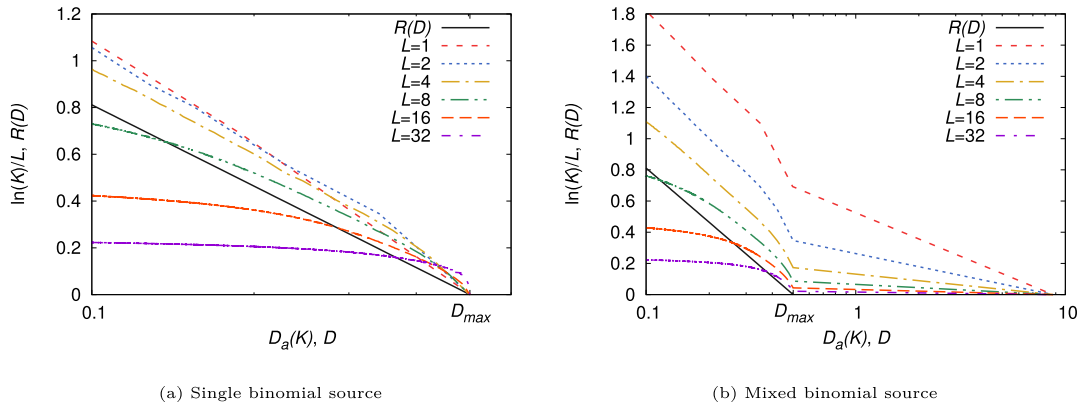 1.2
1
0.8
0.6
0.4
0.2
0
ln(K)/L, R(D)
R(D)
L=1
L=2
L=4
L=8
L=16
L=32
0.1
D_max
D_a(K), D
(a) Single binomial source
1.8
1.6
1.4
1.2
1
0.8
0.6
0.4
0.2
0
ln(K)/L, R(D)
R(D)
L=1
L=2
L=4
L=8
L=16
L=32
0.1
D_max
1
10
D_a(K), D
(b) Mixed binomial source